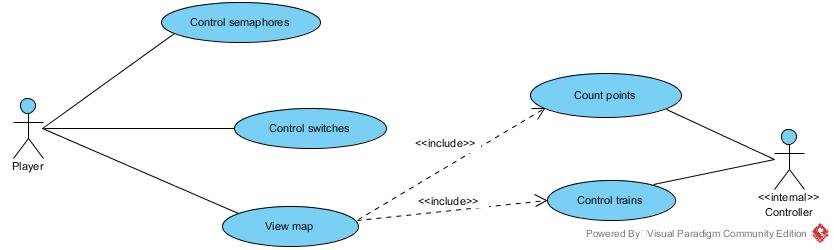 Control semaphores
Count points
Control switches
<<include>>
Player
<<internal>>
Controller
<<include>>
Control trains
View map
Powered By Visual Paradigm Community Edition